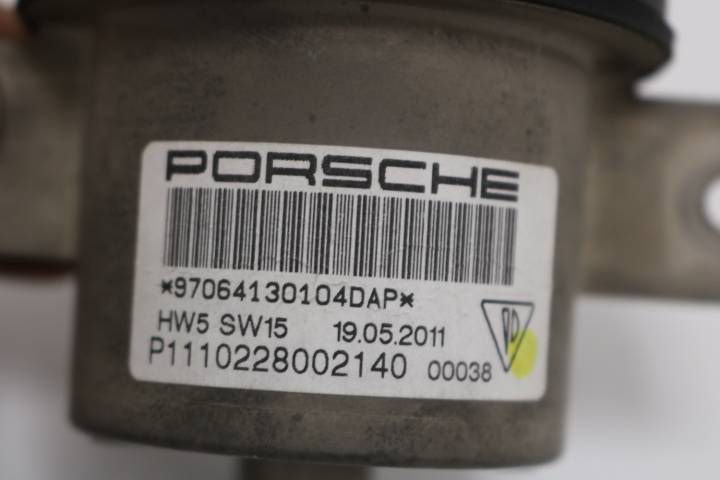 PORSCHE
*97064130104DAP*
HW5 SW15 19.05.2011
P1110228002140 00038